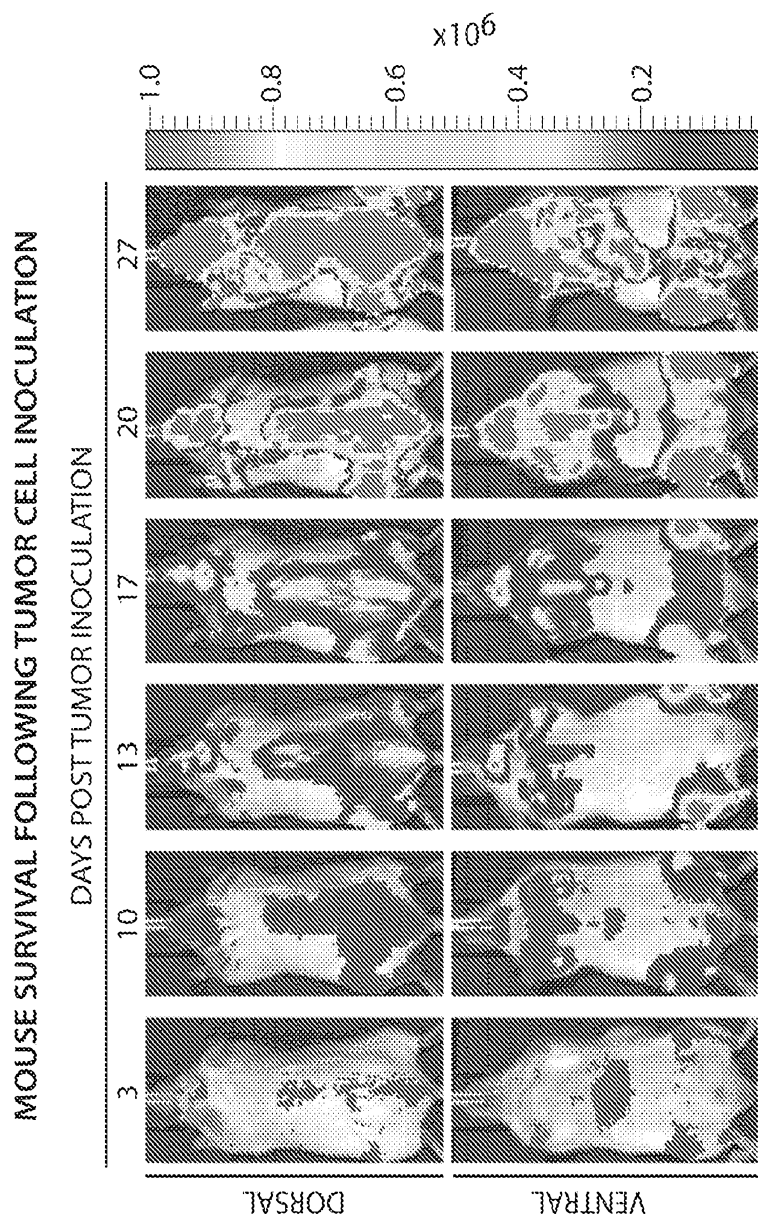 MOUSE SURVIVAL FOLLOWING TUMOR CELL INOCULATION
DAYS POST TUMOR INOCULATION
3 10 13 17 20 27
DORSAL
VENTRAL
1.0
0.8
0.6
0.4
0.2
x10⁹